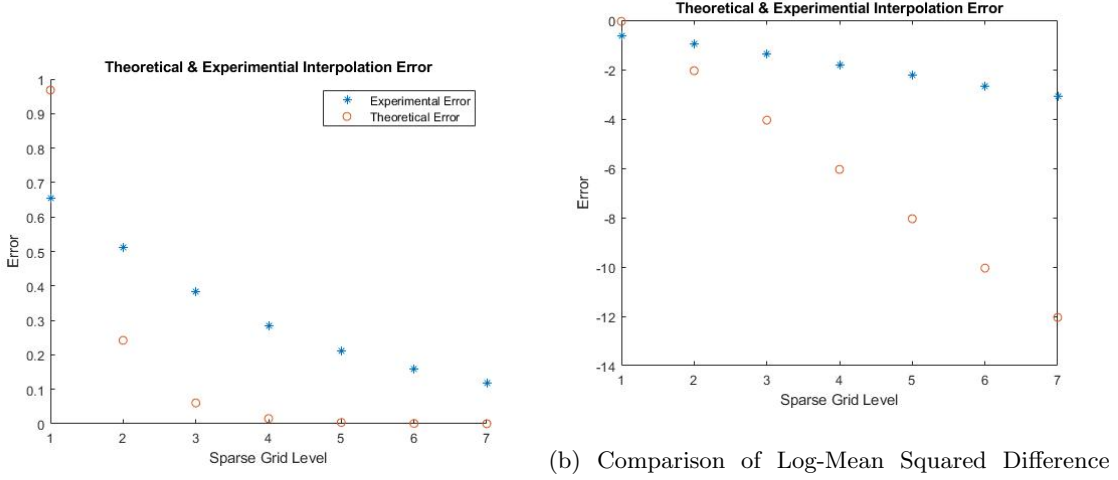 Theoretical & Experimential Interpolation Error
1
0.9
0.8
0.7
0.6
0.5
0.4
0.3
0.2
0.1
0
Error
Experimental Error
Theoretical Error
1 2 3 4 5 6 7
Sparse Grid Level
Theoretical & Experimential Interpolation Error
0
-2
-4
-6
-8
-10
-12
-14
Error
1 2 3 4 5 6 7
Sparse Grid Level
(b) Comparison of Log-Mean Squared Difference